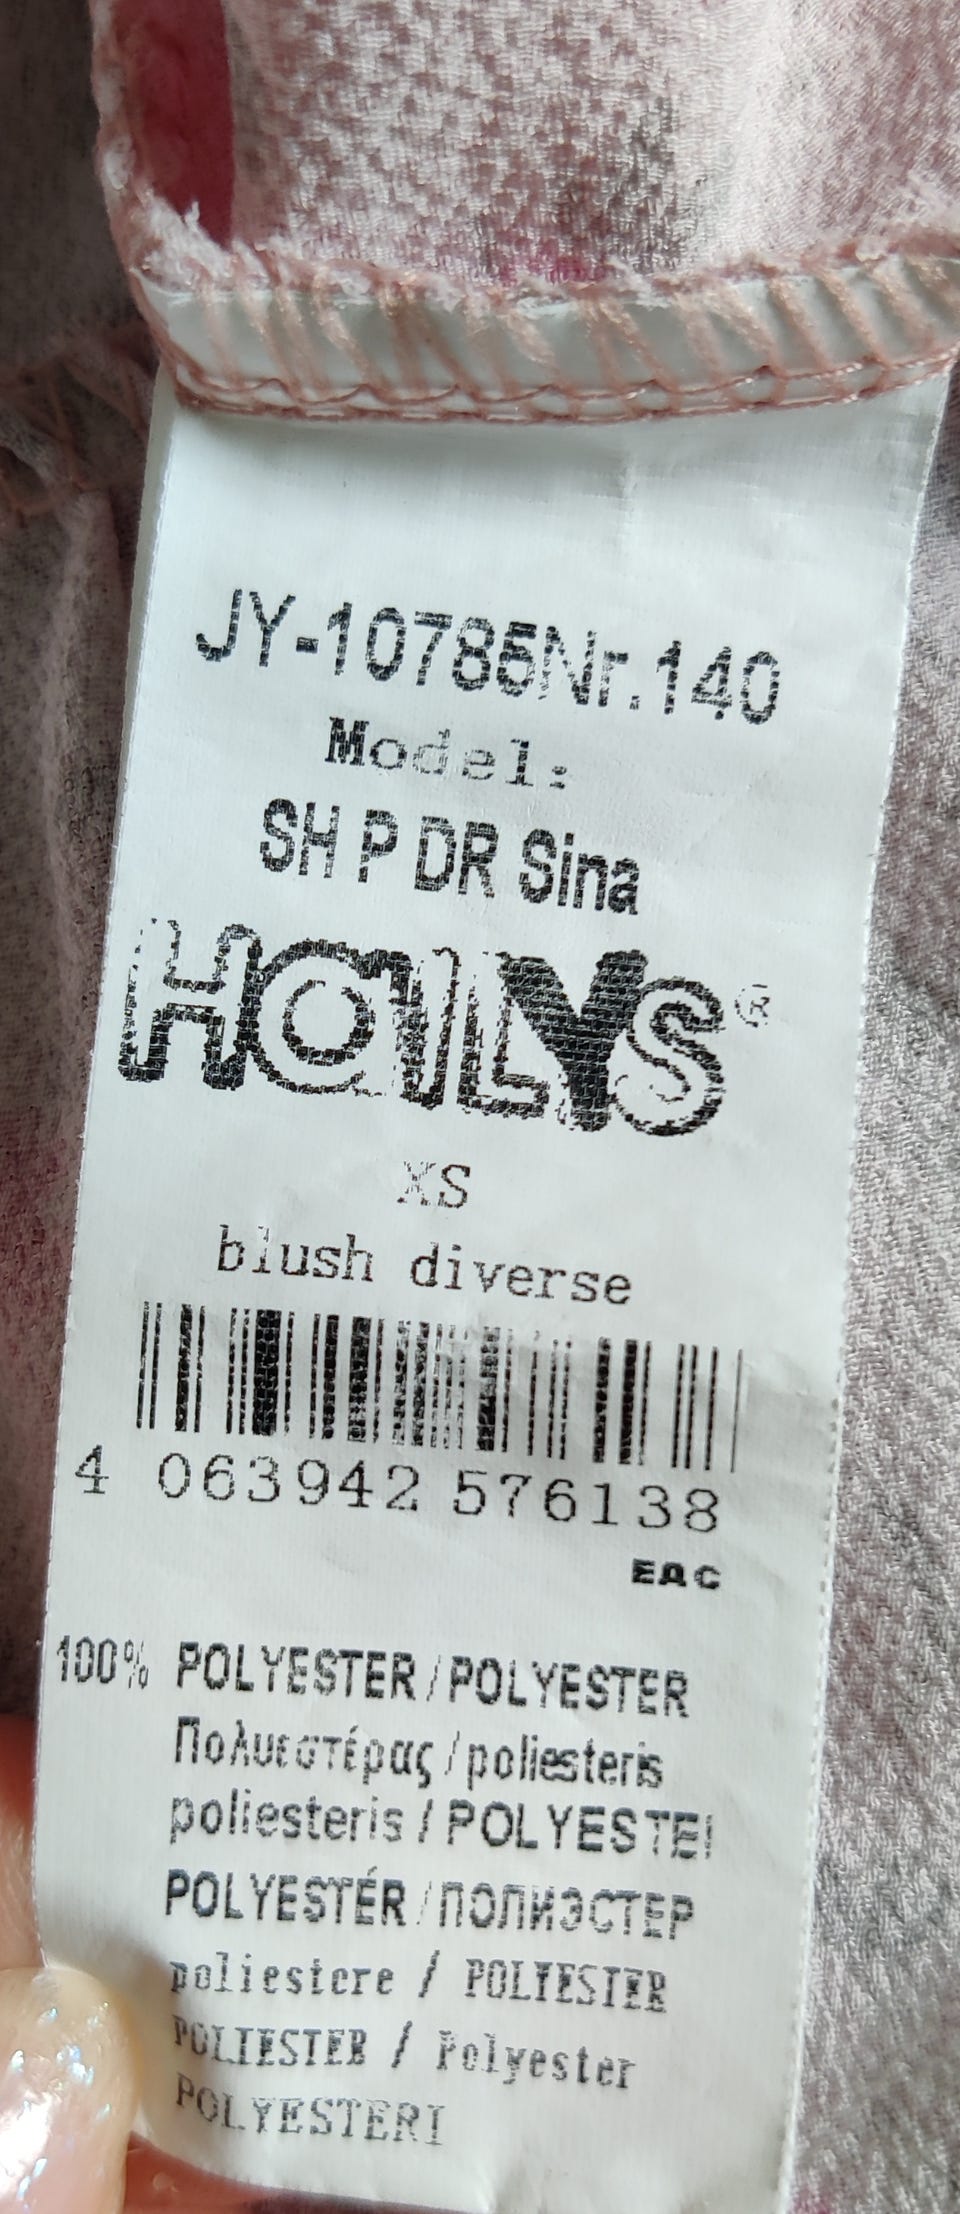 JY-10785Nr.140
Model:
SH P DR Sina
HAILYS®
XS
blush diverse
4 063942 576138
EAC
100% POLYESTER / POLYESTER
Πολυεστέρας / poliesteris
poliesteris / POLYESTEI
POLYESTÉR / ПОЛИЭСТЕР
poliestere / POLYESTER
POLIESTER / Polyester
POLYESTERI